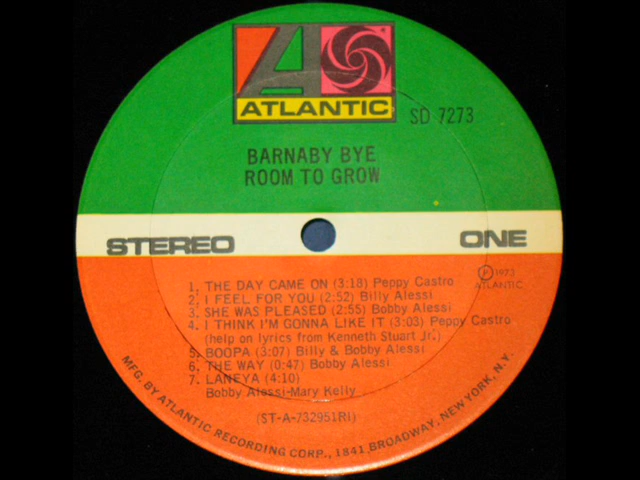 ATLANTIC
SD 7273
BARNABY BYE
ROOM TO GROW
STEREO
ONE
℗ 1973
ATLANTIC
1. THE DAY CAME ON (3:18) Peppy Castro
2. I FEEL FOR YOU (2:52) Billy Alessi
3. SHE WAS PLEASED (2:55) Bobby Alessi
4. I THINK I'M GONNA LIKE IT (3:03) Peppy Castro
(help on lyrics from Kenneth Stuart Jr.)
5. BOOPA (3:07) Billy & Bobby Alessi
6. THE WAY (0:47) Bobby Alessi
7. LANEYA (4:10)
Bobby Alessi-Mary Kelly
(ST-A-732951RI)
MFG. BY ATLANTIC RECORDING CORP., 1841 BROADWAY, NEW YORK, N.Y.